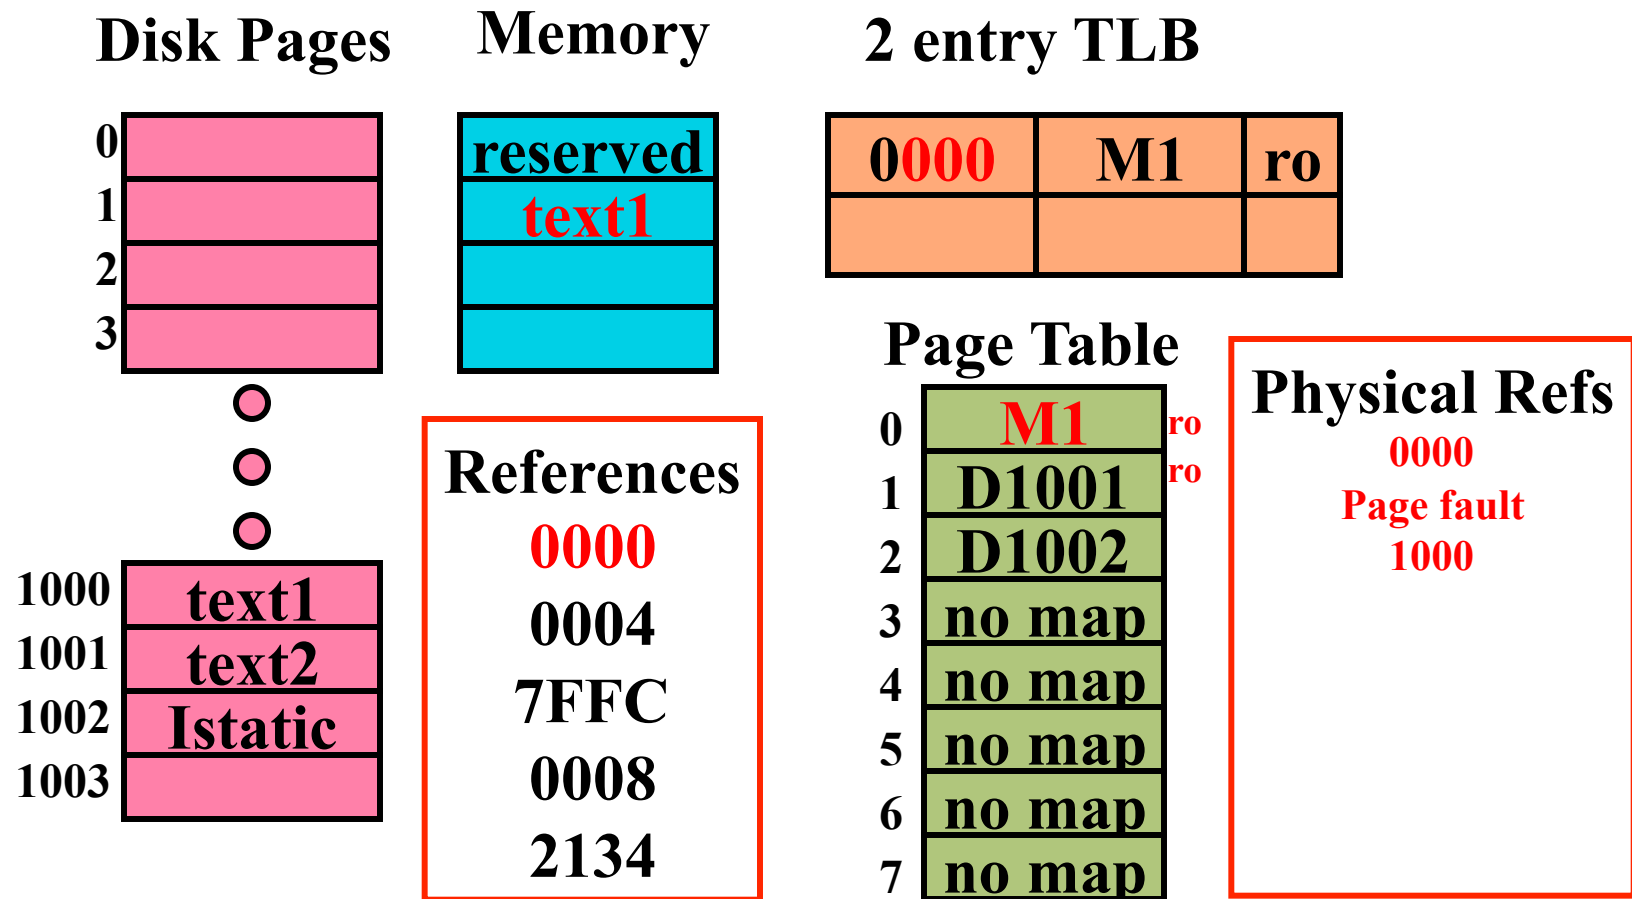 Disk Pages
0
1
2
3
1000 text1
1001 text2
1002 Istatic
1003
Memory
reserved
text1
References
0000
0004
7FFC
0008
2134
2 entry TLB
0000 M1 ro
Page Table
0 M1 ro
1 D1001 ro
2 D1002
3 no map
4 no map
5 no map
6 no map
7 no map
Physical Refs
0000
Page fault
1000